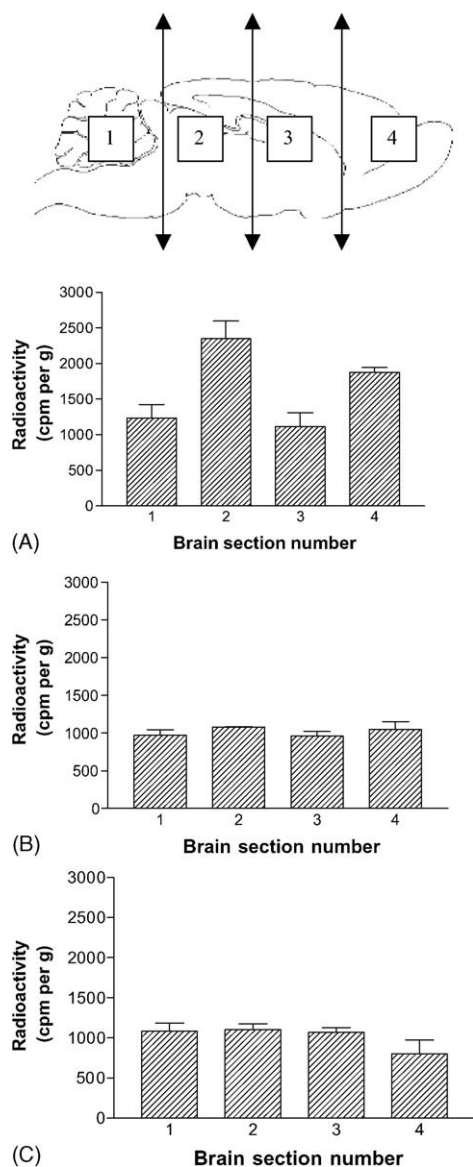 1 2 3 4
3000
2500
2000
1500
1000
500
0
Radioactivity
(cpm per g)
1 2 3 4
Brain section number
(A)
3000
2500
2000
1500
1000
500
0
Radioactivity
(cpm per g)
1 2 3 4
Brain section number
(B)
3000
2500
2000
1500
1000
500
0
Radioactivity
(cpm per g)
1 2 3 4
Brain section number
(C)